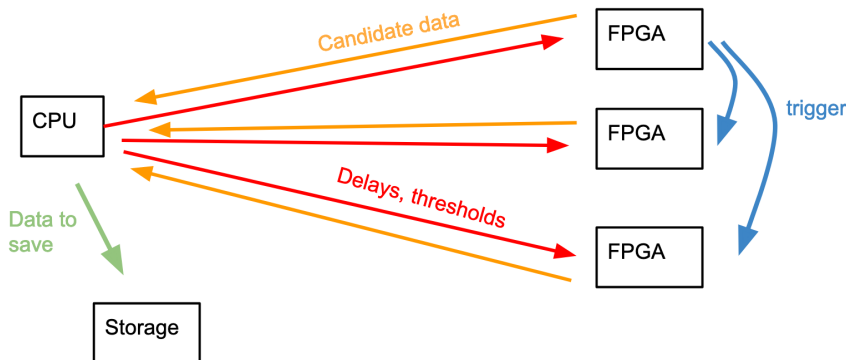 Candidate data
FPGA
CPU
FPGA
trigger
Delays, thresholds
Data to
save
FPGA
Storage